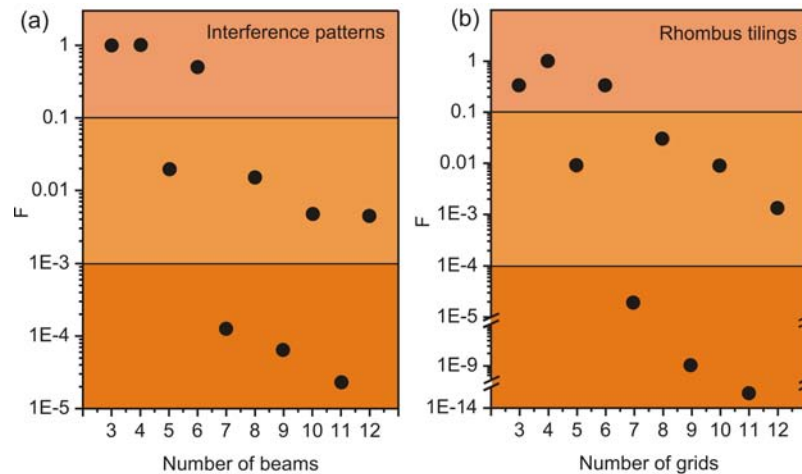 (a)
Interference patterns
1
0.1
0.01
1E-3
1E-4
1E-5
F
3 4 5 6 7 8 9 10 11 12
Number of beams
(b)
Rhombus tilings
1
0.1
0.01
1E-3
1E-4
1E-5
1E-9
1E-14
F
3 4 5 6 7 8 9 10 11 12
Number of grids